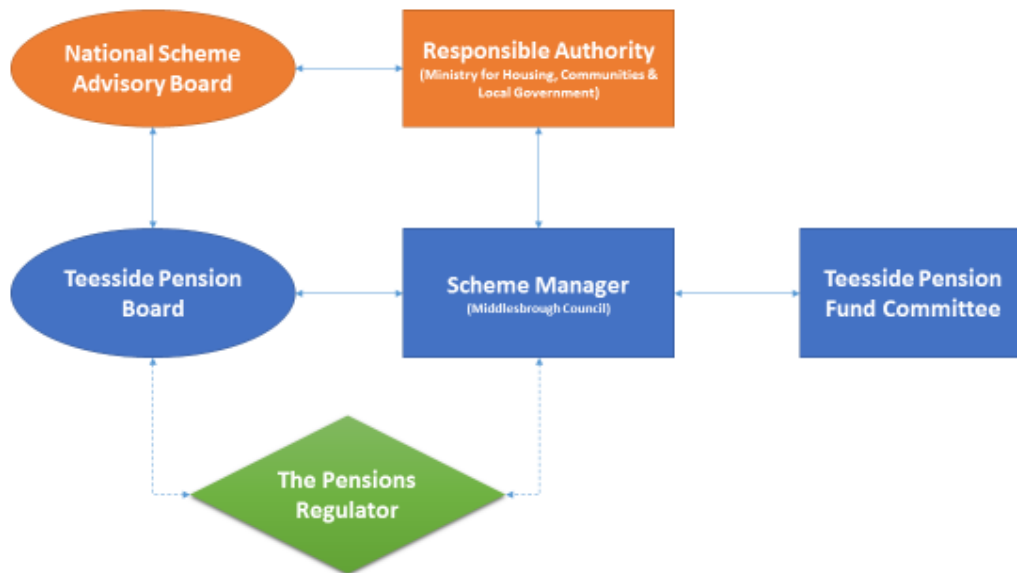 National Scheme
Advisory Board
Responsible Authority
(Ministry for Housing, Communities &
Local Government)
Teesside Pension
Board
Scheme Manager
(Middlesbrough Council)
Teesside Pension
Fund Committee
The Pensions
Regulator